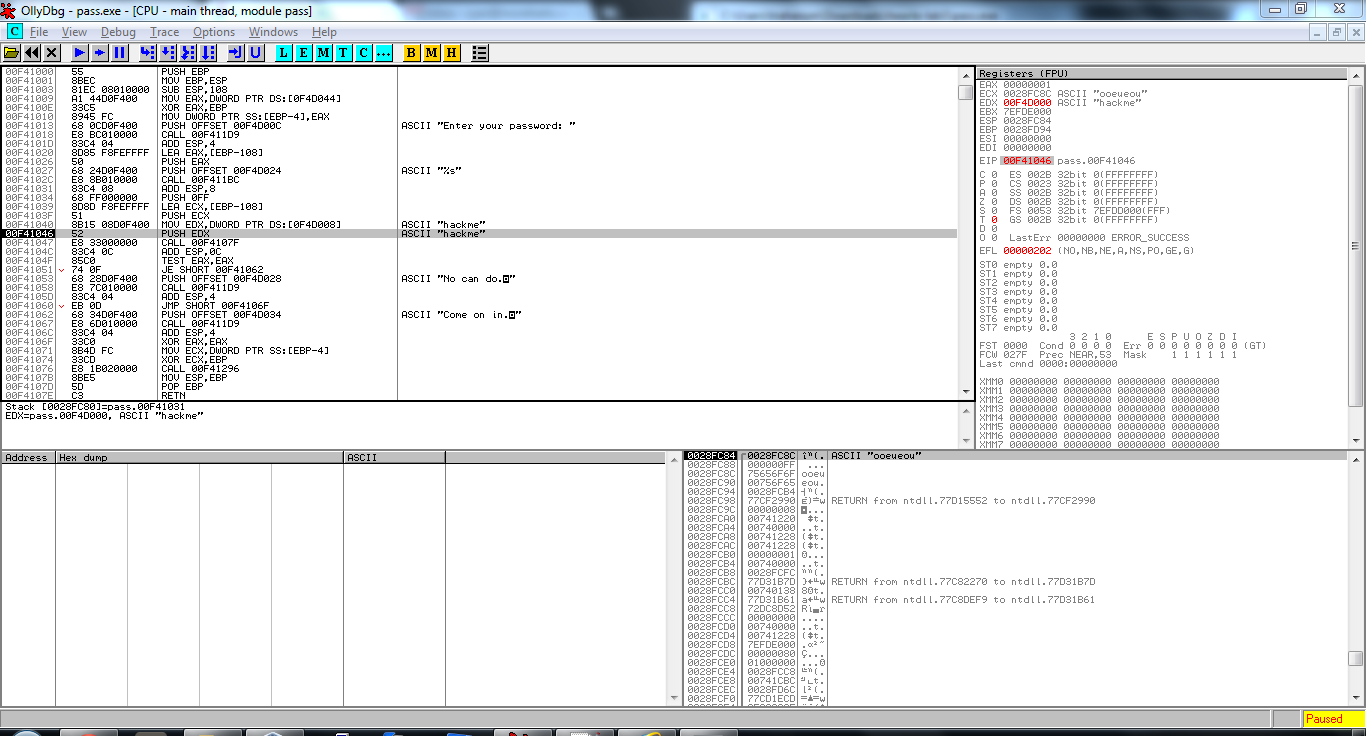 OllyDbg - pass.exe - [CPU - main thread, module pass]
C File View Debug Trace Options Windows Help
L E M T C ... B M H
00F41000 55 PUSH EBP
00F41001 8BEC MOV EBP,ESP
00F41003 81EC 08010000 SUB ESP,108
00F41009 A1 44D0F400 MOV EAX,DWORD PTR DS:[0F4D044]
00F4100E 33C5 XOR EAX,EBP
00F41010 8945 FC MOV DWORD PTR SS:[EBP-4],EAX
00F41013 68 0CD0F400 PUSH OFFSET 00F4D00C ASCII "Enter your password: "
00F41018 E8 BC010000 CALL 00F411D9
00F4101D 83C4 04 ADD ESP,4
00F41020 8D85 F8FEFFFF LEA EAX,[EBP-108]
00F41026 50 PUSH EAX
00F41027 68 24D0F400 PUSH OFFSET 00F4D024 ASCII "%s"
00F4102C E8 8B010000 CALL 00F411BC
00F41031 83C4 08 ADD ESP,8
00F41034 68 FF000000 PUSH 0FF
00F41039 8D8D F8FEFFFF LEA ECX,[EBP-108]
00F4103F 51 PUSH ECX
00F41040 8B15 08D0F400 MOV EDX,DWORD PTR DS:[0F4D008] ASCII "hackme"
00F41046 52 PUSH EDX ASCII "hackme"
00F41047 E8 33000000 CALL 00F4107F
00F4104C 83C4 0C ADD ESP,0C
00F4104F 85C0 TEST EAX,EAX
00F41051 74 0F JE SHORT 00F41062
00F41053 68 28D0F400 PUSH OFFSET 00F4D028 ASCII "No can do.◙"
00F41058 E8 7C010000 CALL 00F411D9
00F4105D 83C4 04 ADD ESP,4
00F41060 EB 0D JMP SHORT 00F4106F
00F41062 68 34D0F400 PUSH OFFSET 00F4D034 ASCII "Come on in.◙"
00F41067 E8 6D010000 CALL 00F411D9
00F4106C 83C4 04 ADD ESP,4
00F4106F 33C0 XOR EAX,EAX
00F41071 8B4D FC MOV ECX,DWORD PTR SS:[EBP-4]
00F41074 33CD XOR ECX,EBP
00F41076 E8 1B020000 CALL 00F41296
00F4107B 8BE5 MOV ESP,EBP
00F4107D 5D POP EBP
00F4107E C3 RETN
Stack [0028FC80]=pass.00F41031
EDX=pass.00F4D000, ASCII "hackme"
Registers (FPU)
EAX 00000001
ECX 0028FC8C ASCII "ooeueou"
EDX 00F4D000 ASCII "hackme"
EBX 7EFDE000
ESP 0028FC84
EBP 0028FD94
ESI 00000000
EDI 00000000
EIP 00F41046 pass.00F41046
C 0 ES 002B 32bit 0(FFFFFFFF)
P 0 CS 0023 32bit 0(FFFFFFFF)
A 0 SS 002B 32bit 0(FFFFFFFF)
Z 0 DS 002B 32bit 0(FFFFFFFF)
S 0 FS 0053 32bit 7EFDD000(FFF)
T 0 GS 002B 32bit 0(FFFFFFFF)
D 0
O 0 LastErr 00000000 ERROR_SUCCESS
EFL 00000202 (NO,NB,NE,A,NS,PO,GE,G)
ST0 empty 0.0
ST1 empty 0.0
ST2 empty 0.0
ST3 empty 0.0
ST4 empty 0.0
ST5 empty 0.0
ST6 empty 0.0
ST7 empty 0.0
3 2 1 0 E S P U O Z D I
FST 0000 Cond 0 0 0 0 Err 0 0 0 0 0 0 0 0 (GT)
FCW 027F Prec NEAR,53 Mask 1 1 1 1 1 1
Last cmnd 0000:00000000
XMM0 00000000 00000000 00000000 00000000
XMM1 00000000 00000000 00000000 00000000
XMM2 00000000 00000000 00000000 00000000
XMM3 00000000 00000000 00000000 00000000
XMM4 00000000 00000000 00000000 00000000
XMM5 00000000 00000000 00000000 00000000
XMM6 00000000 00000000 00000000 00000000
XMM7 00000000 00000000 00000000 00000000
Address Hex dump ASCII
0028FC84 0028FC8C ASCII "ooeueou"
0028FC88 000000FF ...
0028FC8C 75656F6F ooeu
0028FC90 00756F65 eou.
0028FC94 0028FCB4
0028FC98 77CF2990 RETURN from ntdll.77D15552 to ntdll.77CF2990
0028FC9C 00000008 ◘...
0028FCA0 00741220
0028FCA4 00740000 ..t.
0028FCA8 00741228 (‡t.
0028FCAC 00741228 (‡t.
0028FCB0 00000001
0028FCB4 00740000 ..t.
0028FCB8 0028FCFC
0028FCBC 77D31B7D RETURN from ntdll.77C82270 to ntdll.77D31B7D
0028FCC0 00740138
0028FCC4 77D31B61 RETURN from ntdll.77C8DEF9 to ntdll.77D31B61
0028FCC8 72DC8D52
0028FCCC 00000000 ....
0028FCD0 00740000 ..t.
0028FCD4 00741228 (‡t.
0028FCD8 7EFDE000
0028FCDC 00000080 Ç...
0028FCE0 01000000
0028FCE4 0028FCC8
0028FCE8 00741CBC
0028FCEC 0028FD6C
0028FCF0 77CD1ECD
Paused